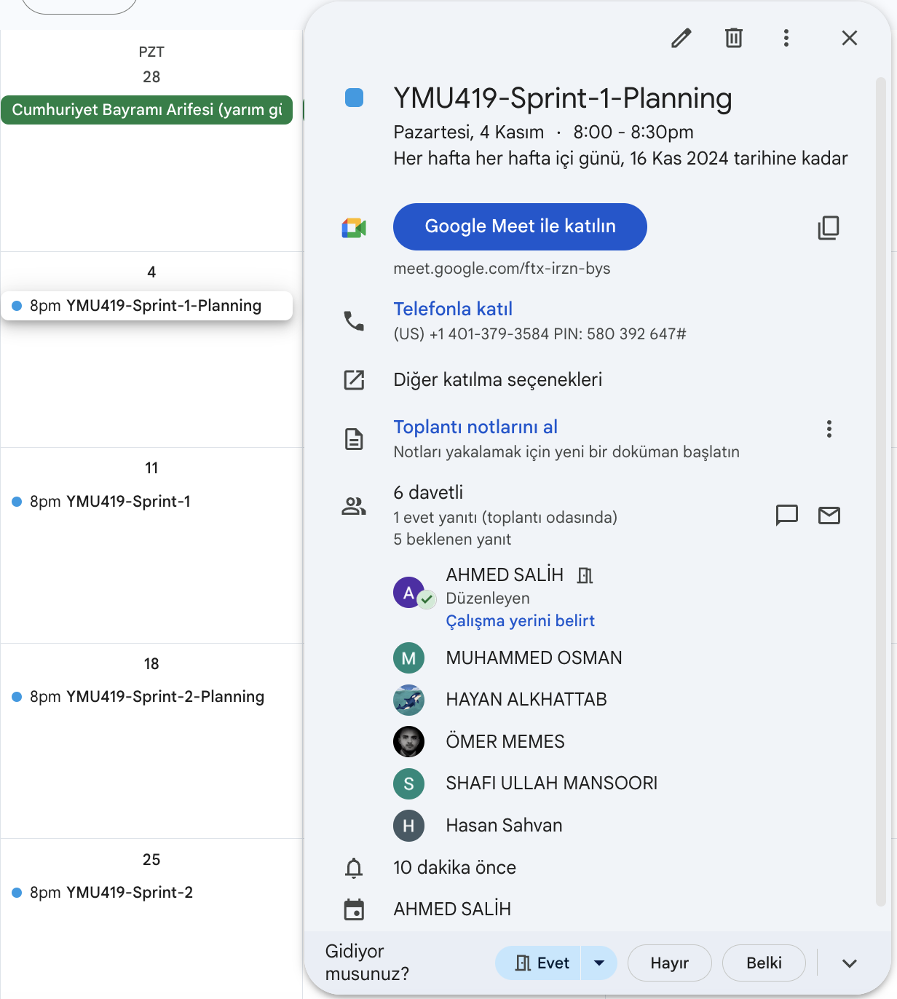 PZT
28
Cumhuriyet Bayramı Arifesi (yarım gü
4
8pm YMU419-Sprint-1-Planning
11
8pm YMU419-Sprint-1
18
8pm YMU419-Sprint-2-Planning
25
8pm YMU419-Sprint-2
YMU419-Sprint-1-Planning
Pazartesi, 4 Kasım · 8:00 - 8:30pm
Her hafta her hafta içi günü, 16 Kas 2024 tarihine kadar
Google Meet ile katılın
meet.google.com/ftx-irzn-bys
Telefonla katıl
(US) +1 401-379-3584 PIN: 580 392 647#
Diğer katılma seçenekleri
Toplantı notlarını al
Notları yakalamak için yeni bir doküman başlatın
6 davetli
1 evet yanıtı (toplantı odasında)
5 beklenen yanıt
A
AHMED SALİH
Düzenleyen
Çalışma yerini belirt
M MUHAMMED OSMAN
HAYAN ALKHATTAB
ÖMER MEMES
S SHAFI ULLAH MANSOORI
H Hasan Sahvan
10 dakika önce
AHMED SALİH
Gidiyor
musunuz?
Evet
Hayır
Belki